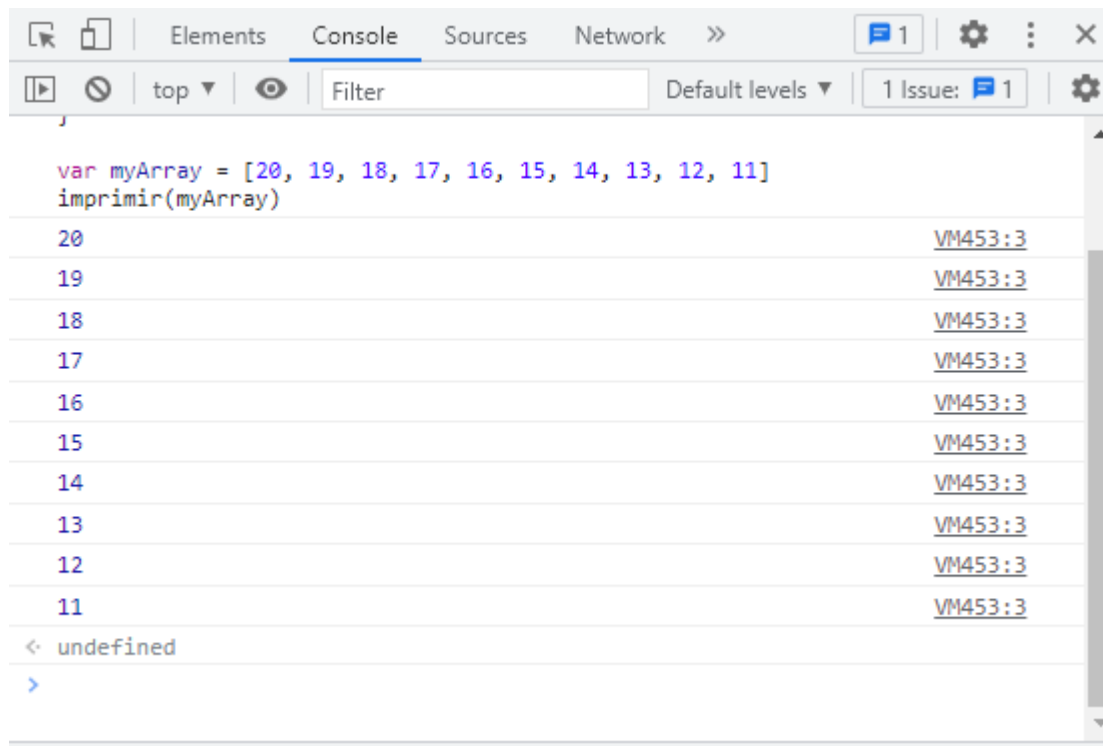 Elements Console Sources Network » 1
top ▼ Filter Default levels ▼ 1 Issue: 1
}
var myArray = [20, 19, 18, 17, 16, 15, 14, 13, 12, 11]
imprimir(myArray)
20 VM453:3
19 VM453:3
18 VM453:3
17 VM453:3
16 VM453:3
15 VM453:3
14 VM453:3
13 VM453:3
12 VM453:3
11 VM453:3
undefined
>